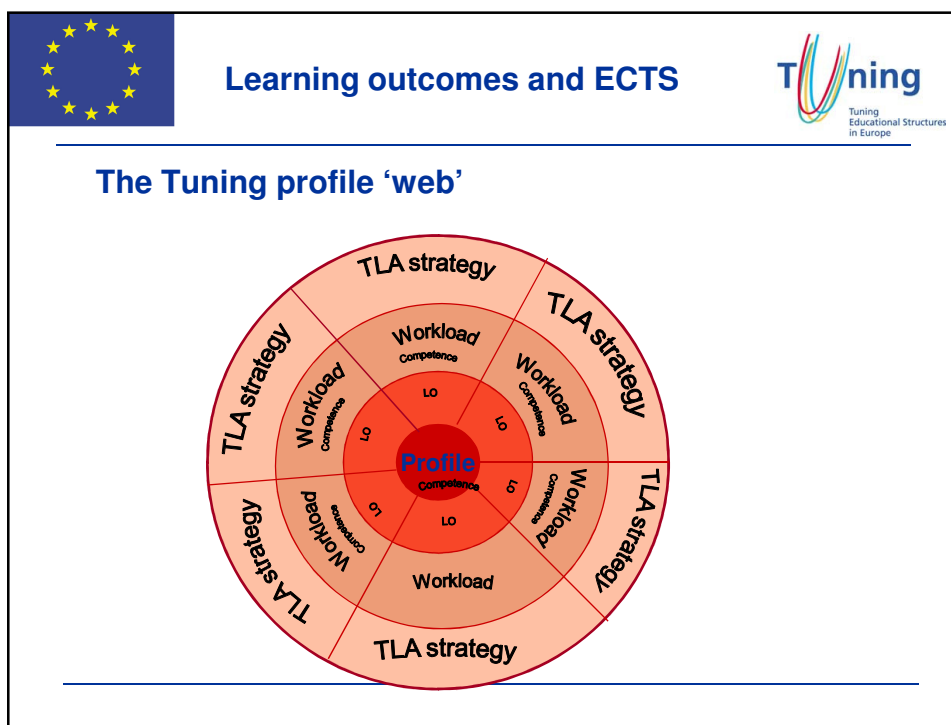 Learning outcomes and ECTS
Tuning
Tuning
Educational Structures
in Europe
The Tuning profile ‘web’
TLA strategy
TLA strategy
TLA strategy
TLA strategy
TLA strategy
TLA strategy
Workload
Competence
Workload
Competence
Workload
Competence
Workload
Competence
Workload
Competence
Workload
LO
LO
LO
LO
LO
LO
Profile
Competence